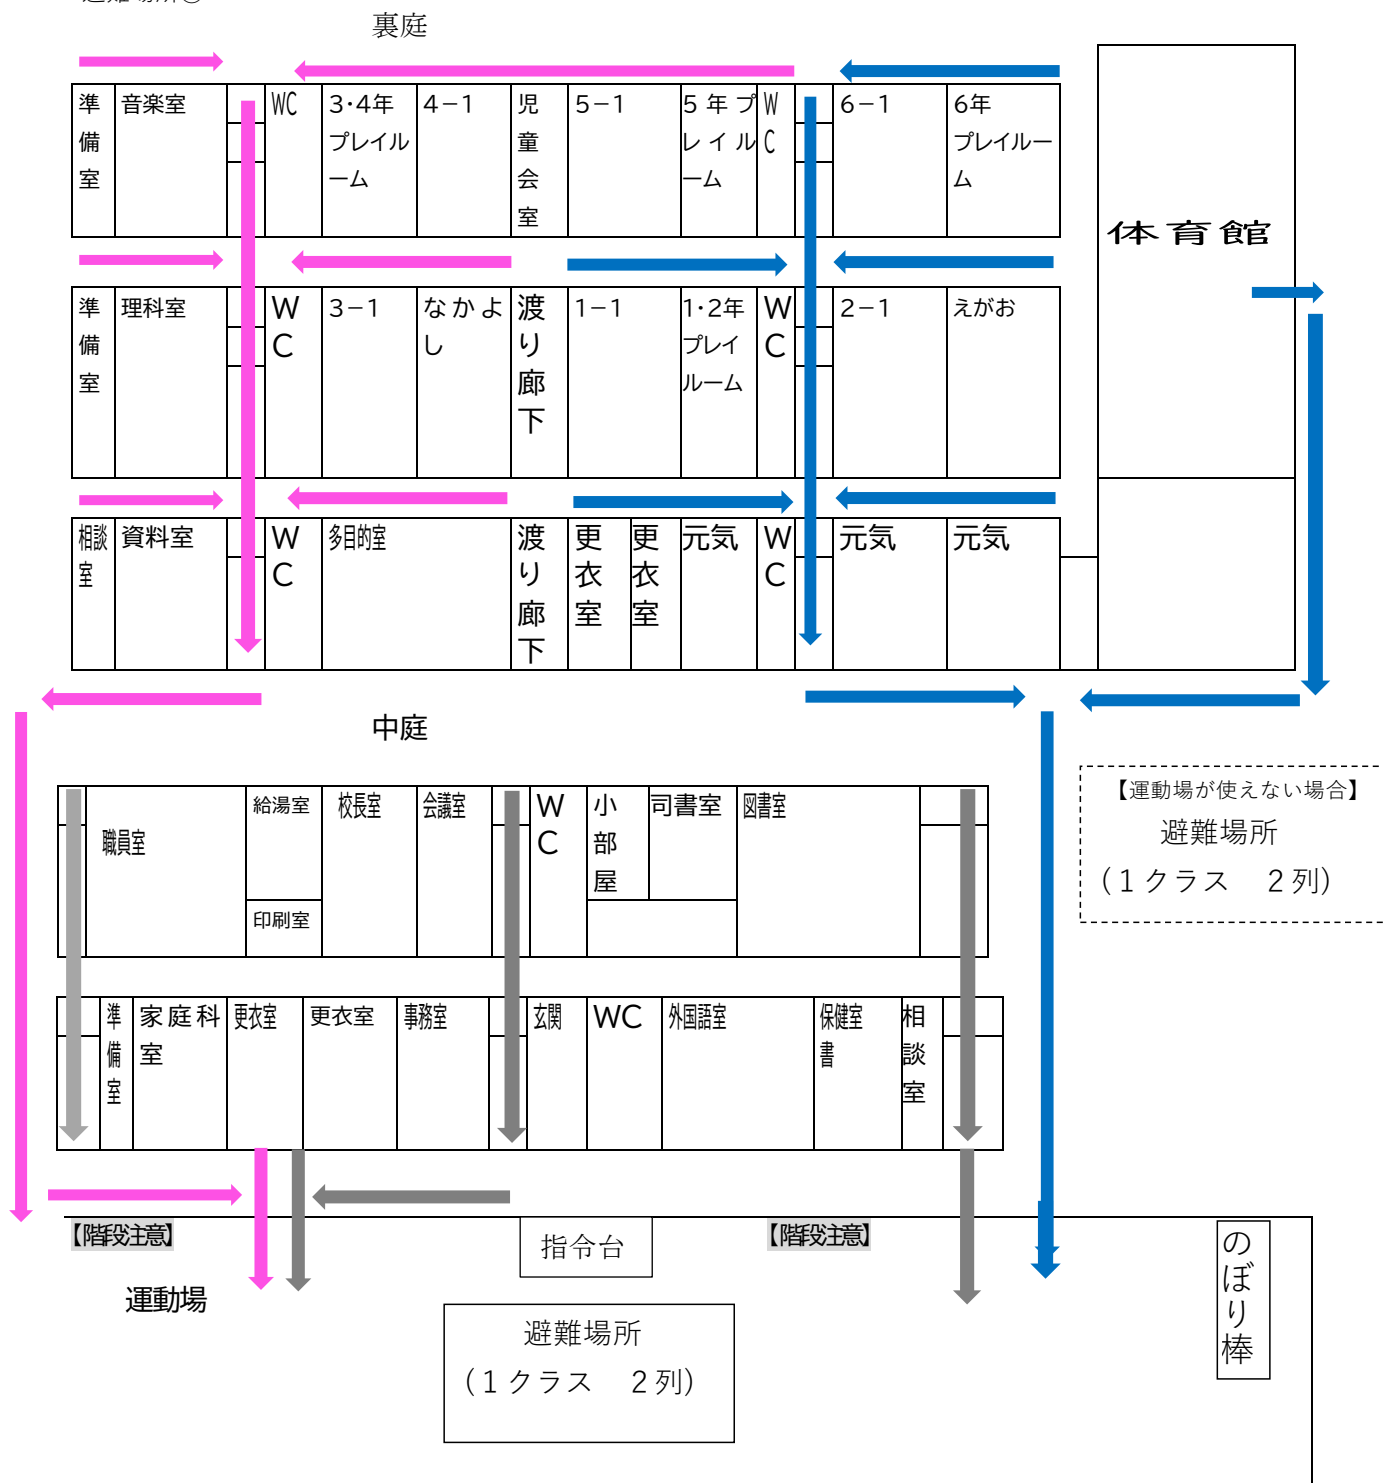 避難場所
裏庭
準備室
音楽室
WC
3・4年
プレイル
ーム
4－1
児童会室
5－1
5年プ
レイル
ーム
WC
6－1
6年
プレイルー
ム
体育館
準備室
理科室
WC
3－1
なかよ
し
渡り廊下
1－1
1・2年
プレイ
ルーム
WC
2－1
えがお
相談
室
資料室
WC
多目的室
渡り廊下
更衣室
更衣室
元気
WC
元気
元気
中庭
【運動場が使えない場合】
避難場所
（１クラス　２列）
職員室
給湯室
印刷室
校長室
会議室
WC
小部屋
司書室
図書室
準備室
家庭科
室
更衣室
更衣室
事務室
玄関
WC
外国語室
保健室
書
相談室
【階段注意】
指令台
【階段注意】
のぼり棒
運動場
避難場所
（１クラス　２列）